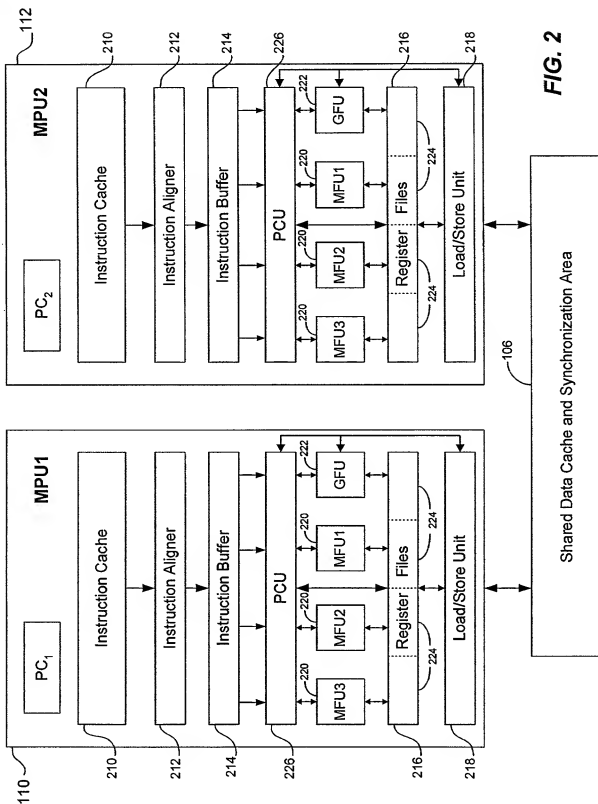 110
MPU1
PC1
210
Instruction Cache
212
Instruction Aligner
214
Instruction Buffer
226
PCU
220
220
220
222
MFU3
MFU2
MFU1
GFU
216
Register Files
224
224
218
Load/Store Unit
112
MPU2
PC2
210
Instruction Cache
212
Instruction Aligner
214
Instruction Buffer
226
PCU
220
220
220
222
MFU3
MFU2
MFU1
GFU
216
Register Files
224
224
218
Load/Store Unit
106
Shared Data Cache and Synchronization Area
FIG. 2